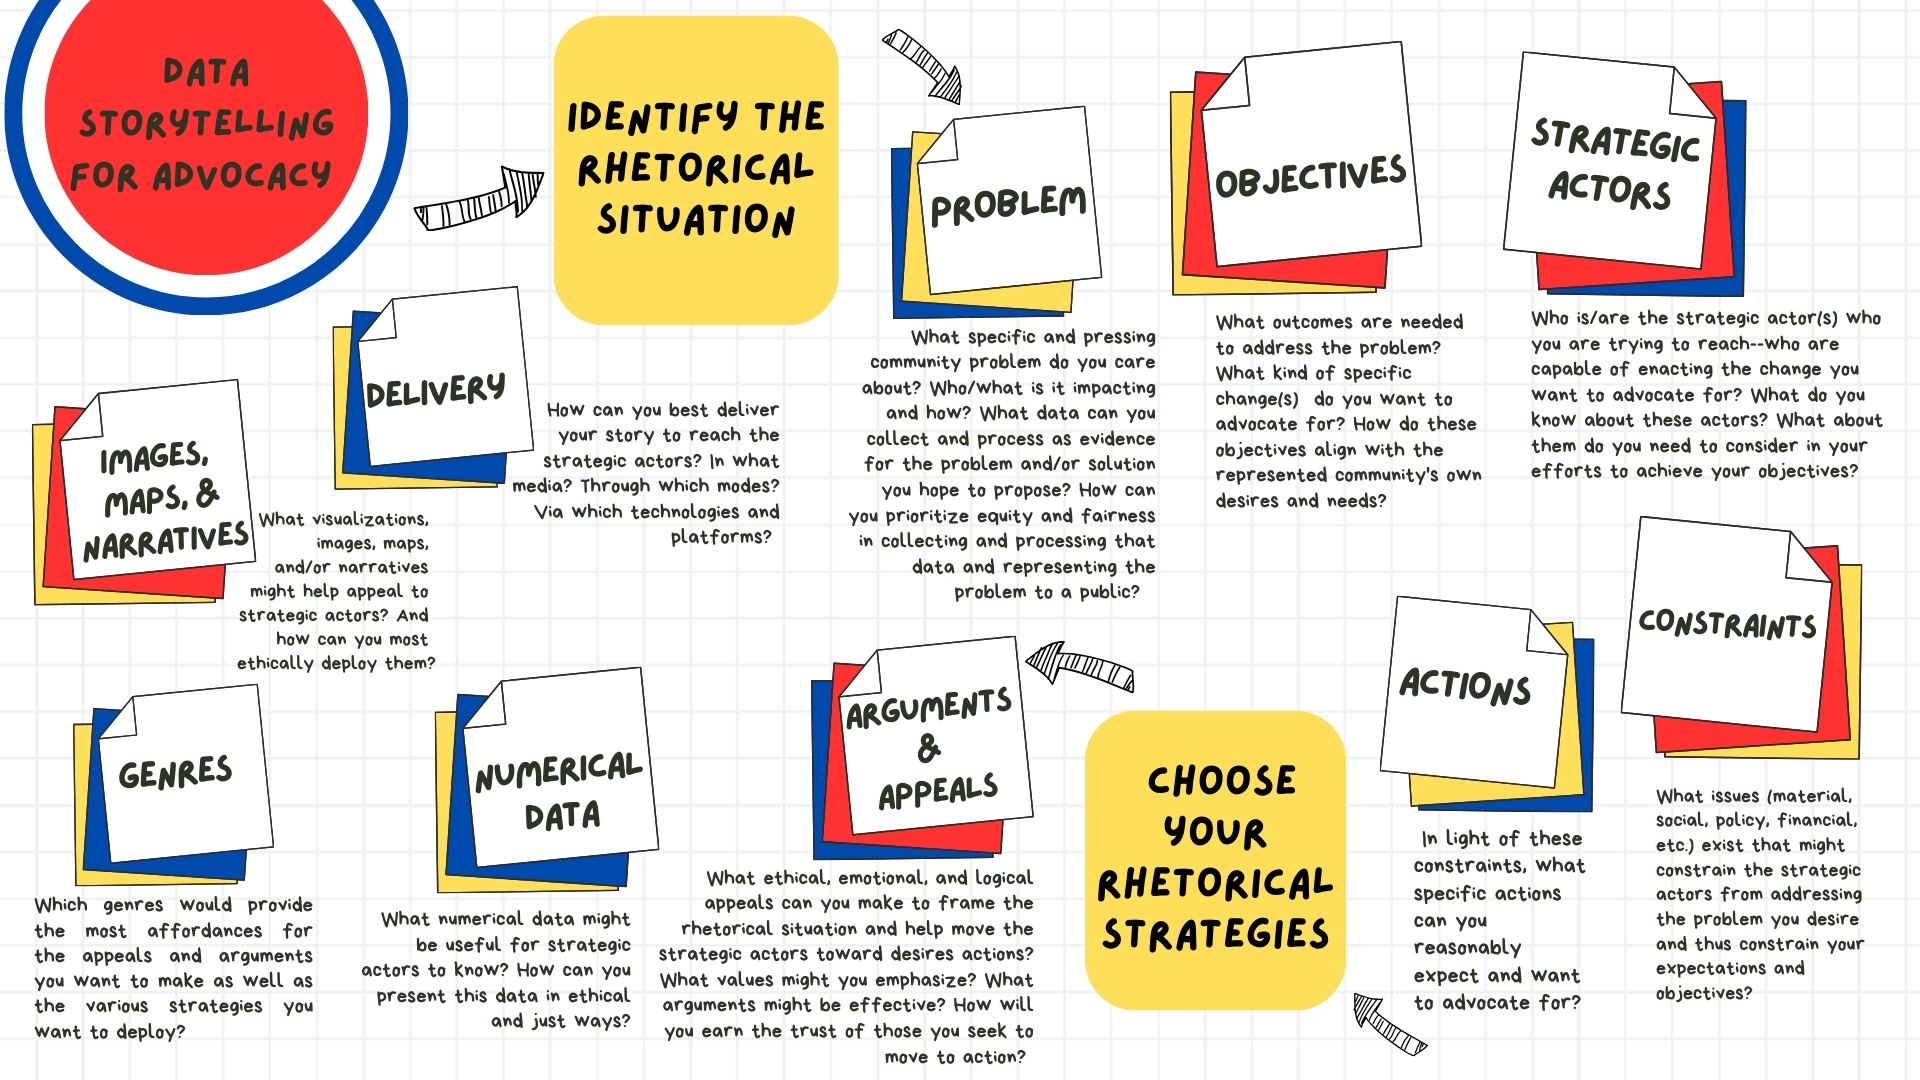 DATA
STORYTELLING
FOR ADVOCACY
IDENTIFY THE
RHETORICAL
SITUATION
PROBLEM
What specific and pressing
community problem do you care
about? Who/what is it impacting
and how? What data can you
collect and process as evidence
for the problem and/or solution
you hope to propose? How can
you prioritize equity and fairness
in collecting and processing that
data and representing the
problem to a public?
OBJECTIVES
What outcomes are needed
to address the problem?
What kind of specific
change(s) do you want to
advocate for? How do these
objectives align with the
represented community's own
desires and needs?
STRATEGIC
ACTORS
Who is/are the strategic actor(s) who
you are trying to reach--who are
capable of enacting the change you
want to advocate for? What do you
know about these actors? What about
them do you need to consider in your
efforts to achieve your objectives?
CONSTRAINTS
What issues (material,
social, policy, financial,
etc.) exist that might
constrain the strategic
actors from addressing
the problem you desire
and thus constrain your
expectations and
objectives?
ACTIONS
In light of these
constraints, what
specific actions
can you
reasonably
expect and want
to advocate for?
CHOOSE
YOUR
RHETORICAL
STRATEGIES
ARGUMENTS
&
APPEALS
What ethical, emotional, and logical
appeals can you make to frame the
rhetorical situation and help move the
strategic actors toward desires actions?
What values might you emphasize? What
arguments might be effective? How will
you earn the trust of those you seek to
move to action?
NUMERICAL
DATA
What numerical data might
be useful for strategic
actors to know? How can you
present this data in ethical
and just ways?
GENRES
Which genres would provide
the most affordances for
the appeals and arguments
you want to make as well as
the various strategies you
want to deploy?
IMAGES,
MAPS, &
NARRATIVES
What visualizations,
images, maps,
and/or narratives
might help appeal to
strategic actors? And
how can you most
ethically deploy them?
DELIVERY
How can you best deliver
your story to reach the
strategic actors? In what
media? Through which modes?
Via which technologies and
platforms?